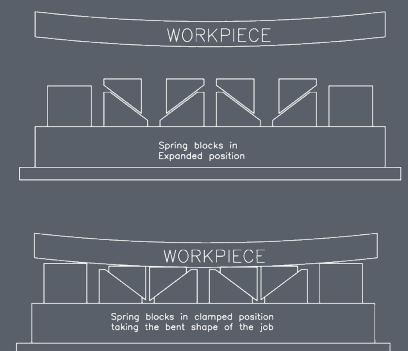 WORKPIECE
Spring blocks in
Expanded position
WORKPIECE
Spring blocks in clamped position
taking the bent shape of the job